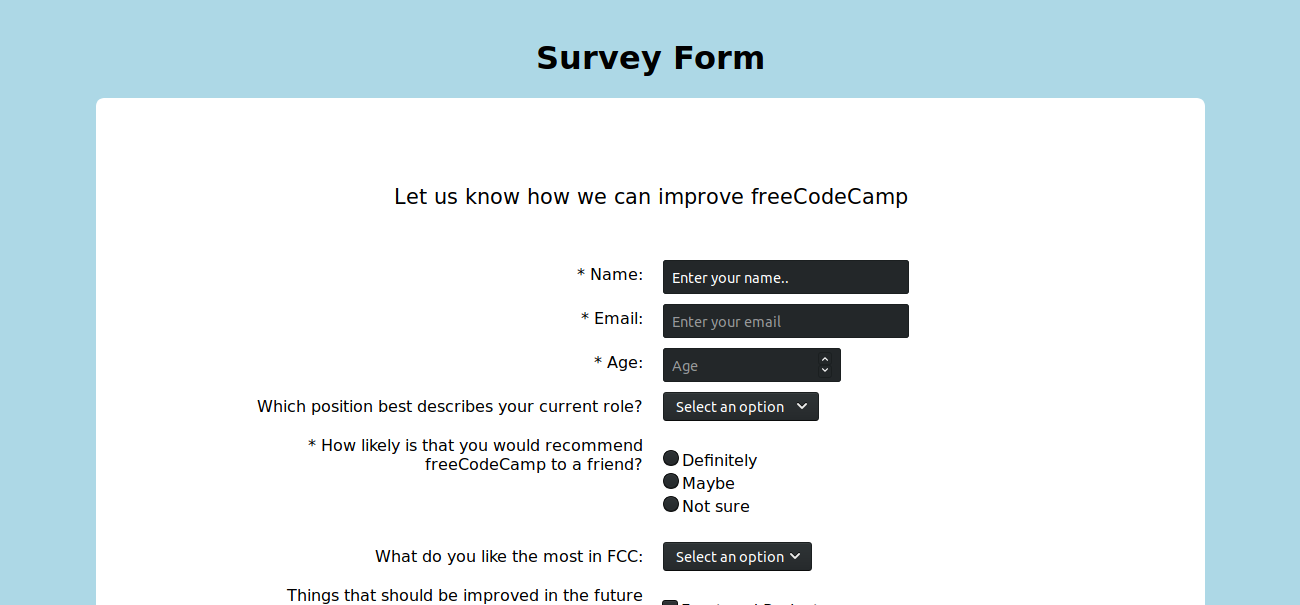 Survey Form
Let us know how we can improve freeCodeCamp
* Name:
Enter your name..
* Email:
Enter your email
* Age:
Age
Which position best describes your current role?
Select an option
* How likely is that you would recommend
freeCodeCamp to a friend?
Definitely
Maybe
Not sure
What do you like the most in FCC:
Select an option
Things that should be improved in the future